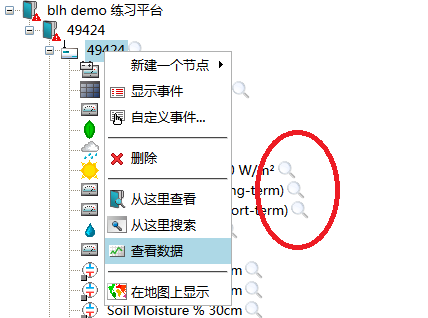 blh demo 练习平台
49424
49424
新建一个节点
显示事件
自定义事件...
删除
0 W/m²
从这里查看
ng-term)
从这里搜索
ort-term)
查看数据
cm
在地图上显示
cm
Soil Moisture % 30cm